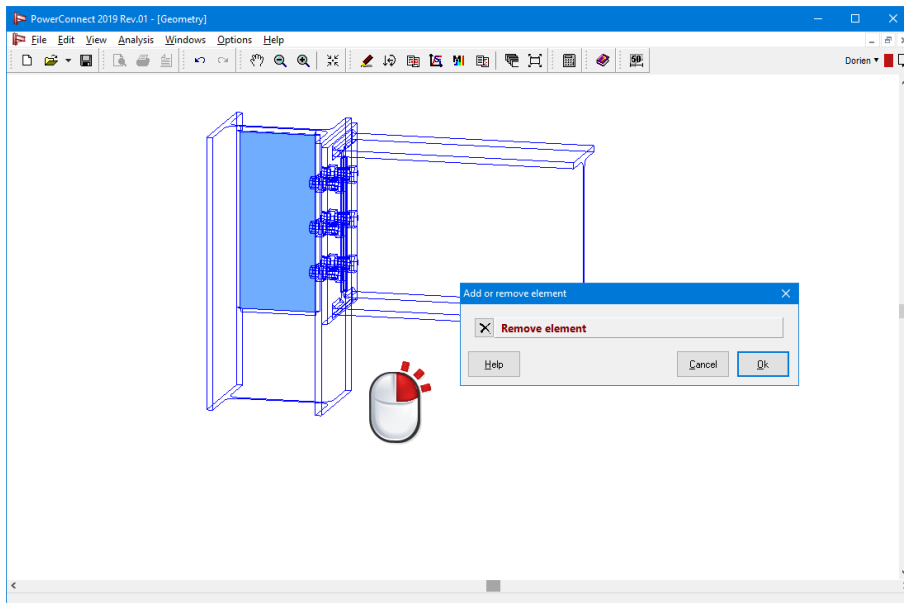 PowerConnect 2019 Rev.01 - [Geometry]
File Edit View Analysis Windows Options Help
50
Dorien
Add or remove element
Remove element
Help Cancel Ok